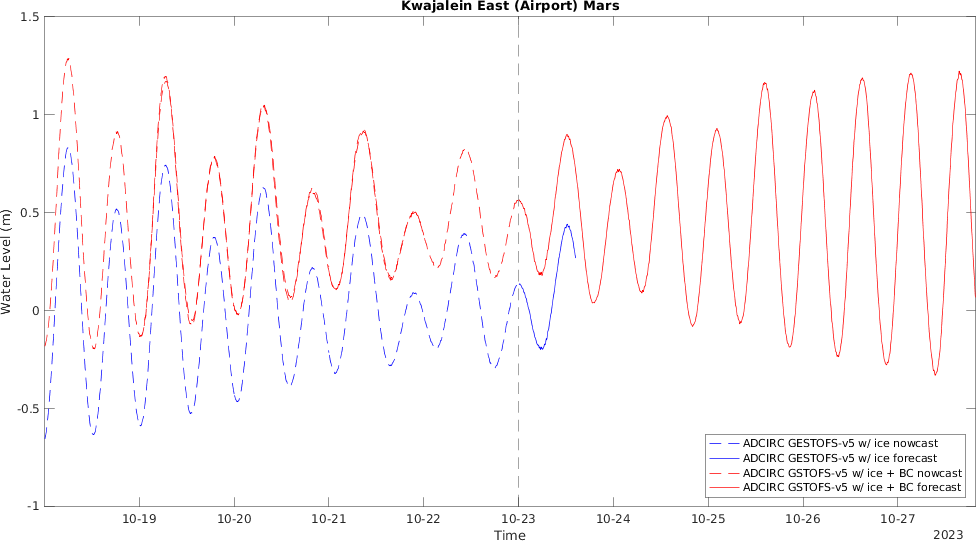 Kwajalein East (Airport) Mars
1.5
1
0.5
0
-0.5
-1
Water Level (m)
ADCIRC GESTOFS-v5 w/ ice nowcast
ADCIRC GESTOFS-v5 w/ ice forecast
ADCIRC GSTOFS-v5 w/ ice + BC nowcast
ADCIRC GSTOFS-v5 w/ ice + BC forecast
10-19 10-20 10-21 10-22 10-23 10-24 10-25 10-26 10-27
Time
2023